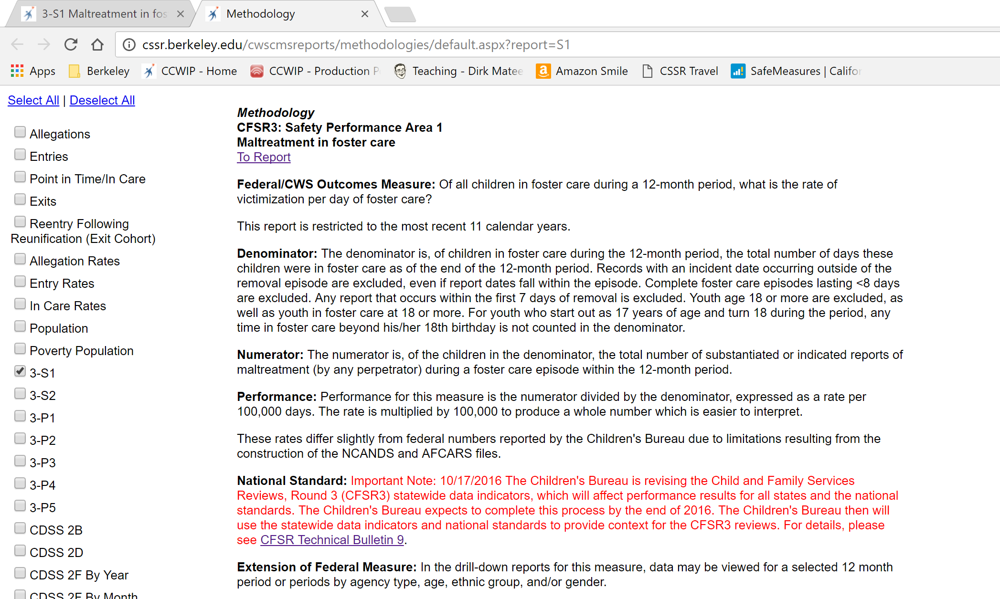 3-S1 Maltreatment in fos
Methodology
cssr.berkeley.edu/cwscmsreports/methodologies/default.aspx?report=S1
Apps Berkeley CCWIP - Home CCWIP - Production P Teaching - Dirk Matee Amazon Smile CSSR Travel SafeMeasures | Califor
Select All | Deselect All
Allegations
Entries
Point in Time/In Care
Exits
Reentry Following
Reunification (Exit Cohort)
Allegation Rates
Entry Rates
In Care Rates
Population
Poverty Population
3-S1
3-S2
3-P1
3-P2
3-P3
3-P4
3-P5
CDSS 2B
CDSS 2D
CDSS 2F By Year
CDSS 2F By Month
Methodology
CFSR3: Safety Performance Area 1
Maltreatment in foster care
To Report
Federal/CWS Outcomes Measure: Of all children in foster care during a 12-month period, what is the rate of
victimization per day of foster care?
This report is restricted to the most recent 11 calendar years.
Denominator: The denominator is, of children in foster care during the 12-month period, the total number of days these
children were in foster care as of the end of the 12-month period. Records with an incident date occurring outside of the
removal episode are excluded, even if report dates fall within the episode. Complete foster care episodes lasting <8 days
are excluded. Any report that occurs within the first 7 days of removal is excluded. Youth age 18 or more are excluded, as
well as youth in foster care at 18 or more. For youth who start out as 17 years of age and turn 18 during the period, any
time in foster care beyond his/her 18th birthday is not counted in the denominator.
Numerator: The numerator is, of the children in the denominator, the total number of substantiated or indicated reports of
maltreatment (by any perpetrator) during a foster care episode within the 12-month period.
Performance: Performance for this measure is the numerator divided by the denominator, expressed as a rate per
100,000 days. The rate is multiplied by 100,000 to produce a whole number which is easier to interpret.
These rates differ slightly from federal numbers reported by the Children's Bureau due to limitations resulting from the
construction of the NCANDS and AFCARS files.
National Standard: Important Note: 10/17/2016 The Children's Bureau is revising the Child and Family Services
Reviews, Round 3 (CFSR3) statewide data indicators, which will affect performance results for all states and the national
standards. The Children's Bureau expects to complete this process by the end of 2016. The Children's Bureau then will
use the statewide data indicators and national standards to provide context for the CFSR3 reviews. For details, please
see CFSR Technical Bulletin 9.
Extension of Federal Measure: In the drill-down reports for this measure, data may be viewed for a selected 12 month
period or periods by agency type, age, ethnic group, and/or gender.